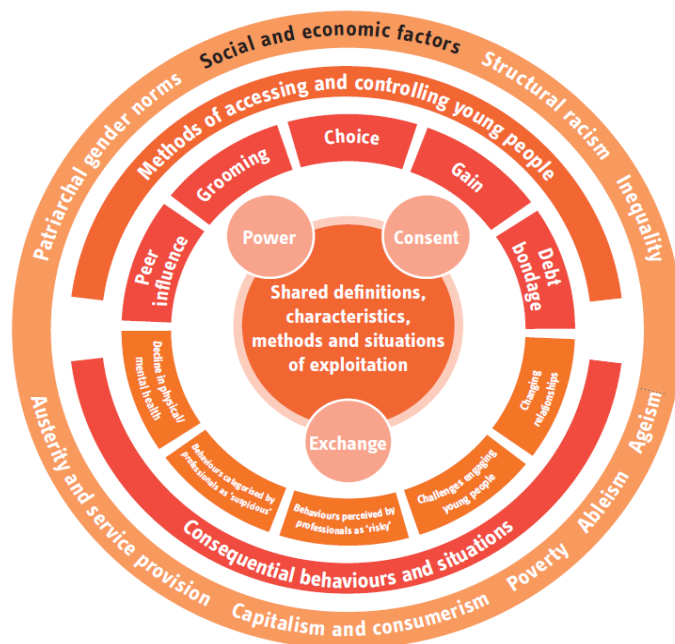 Social and economic factors
Structural racism
Inequality
Ageism
Ableism
Poverty
Capitalism and consumerism
Austerity and service provision
Patriarchal gender norms
Methods of accessing and controlling young people
Peer
influence
Grooming
Choice
Gain
Debt
bondage
Power
Consent
Shared definitions,
characteristics,
methods and situations
of exploitation
Exchange
Decline in physical/
mental health
Behaviours categorised by
professionals as ‘suspicious’
Behaviours perceived by
professionals as ‘risky’
Challenges engaging
young people
Changing
relationships
Consequential behaviours and situations